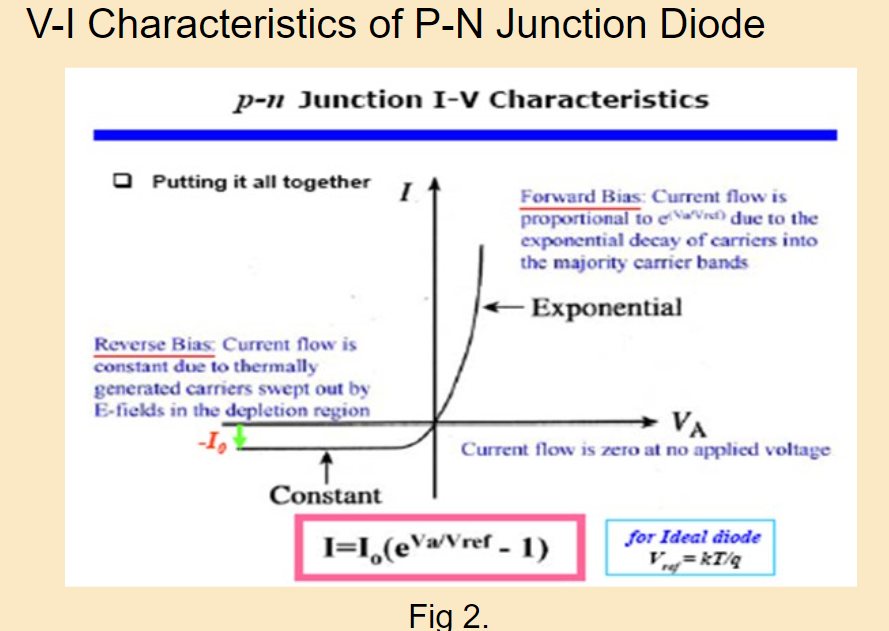 V-I Characteristics of P-N Junction Diode
p-n Junction I-V Characteristics
❑ Putting it all together
I
Forward Bias: Current flow is
proportional to e(Va/Vref) due to the
exponential decay of carriers into
the majority carrier bands
Exponential
Reverse Bias: Current flow is
constant due to thermally
generated carriers swept out by
E-fields in the depletion region
VA
-I0
Current flow is zero at no applied voltage
Constant
I=Io(eVa/Vref - 1)
for Ideal diode
Vref = kT/q
Fig 2.